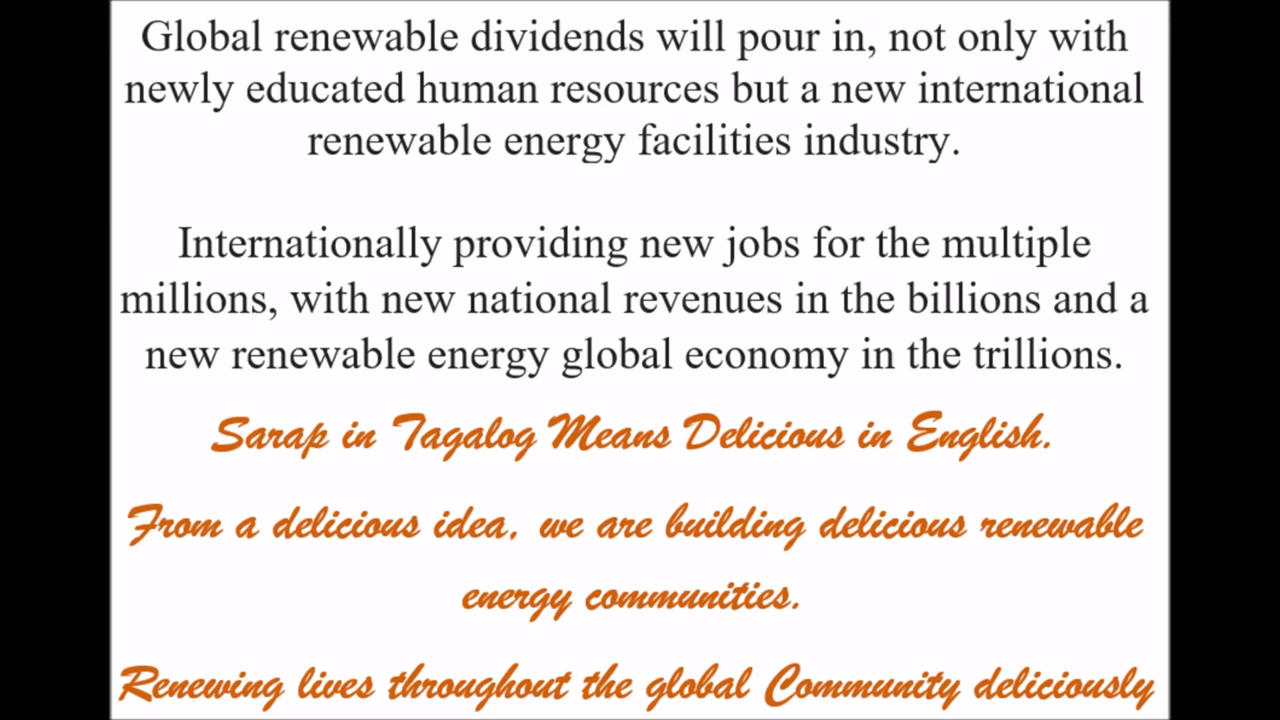 Global renewable dividends will pour in, not only with
newly educated human resources but a new international
renewable energy facilities industry.
Internationally providing new jobs for the multiple
millions, with new national revenues in the billions and a
new renewable energy global economy in the trillions.
Sarap in Tagalog Means Delicious in English.
From a delicious idea, we are building delicious renewable
energy communities.
Renewing lives throughout the global Community deliciously